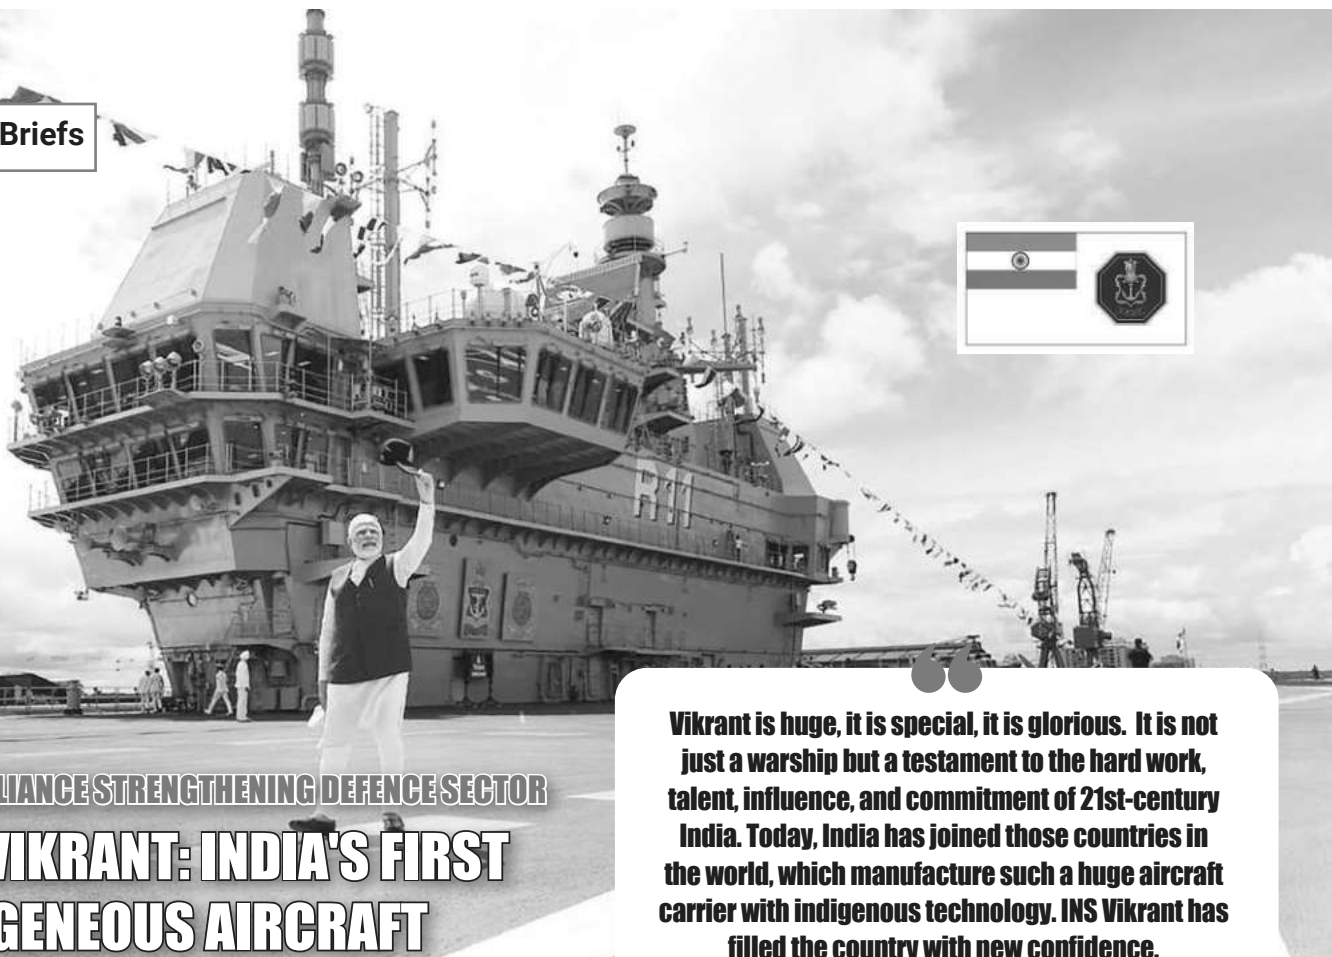 Briefs
R11
LIANCE STRENGTHENING DEFENCE SECTOR
VIKRANT: INDIA'S FIRST
GENEOUS AIRCRAFT
Vikrant is huge, it is special, it is glorious. It is not
just a warship but a testament to the hard work,
talent, influence, and commitment of 21st-century
India. Today, India has joined those countries in
the world, which manufacture such a huge aircraft
carrier with indigenous technology. INS Vikrant has
filled the country with new confidence.